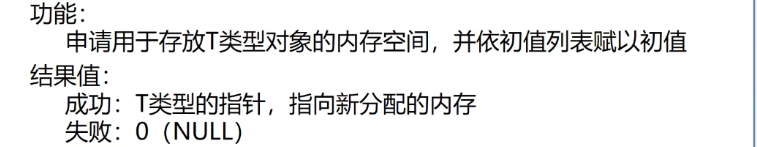 功能：
申请用于存放T类型对象的内存空间，并依初值列表赋以初值
结果值：
成功：T类型的指针，指向新分配的内存
失败：0（NULL）